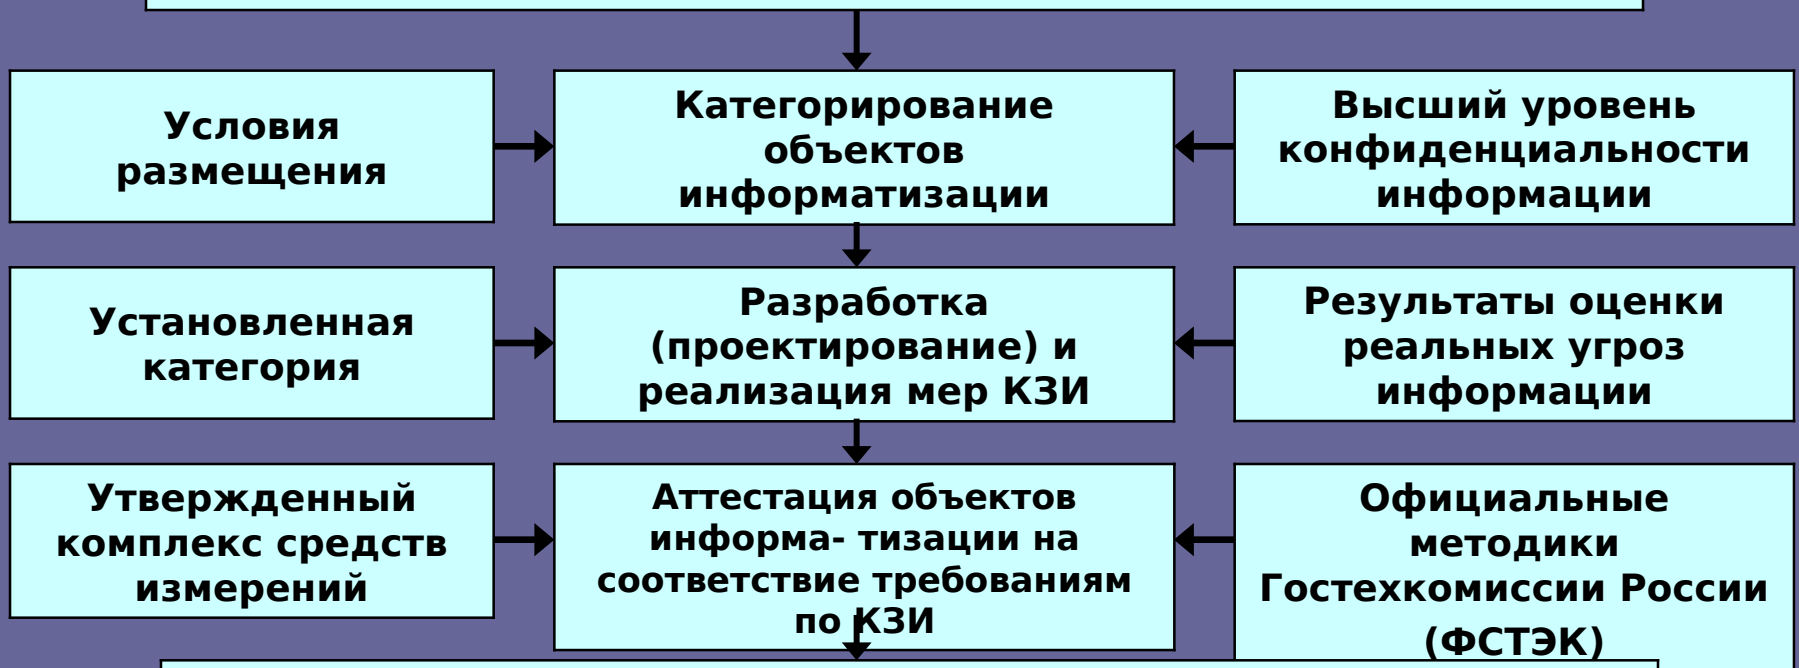 Условия
размещения
Категорирование
объектов
информатизации
Высший уровень
конфиденциальности
информации
Установленная
категория
Разработка
(проектирование) и
реализация мер КЗИ
Результаты оценки
реальных угроз
информации
Утвержденный
комплекс средств
измерений
Аттестация объектов
информа- тизации на
соответствие требованиям
по КЗИ
Официальные
методики
Гостехкомиссии России
(ФСТЭК)